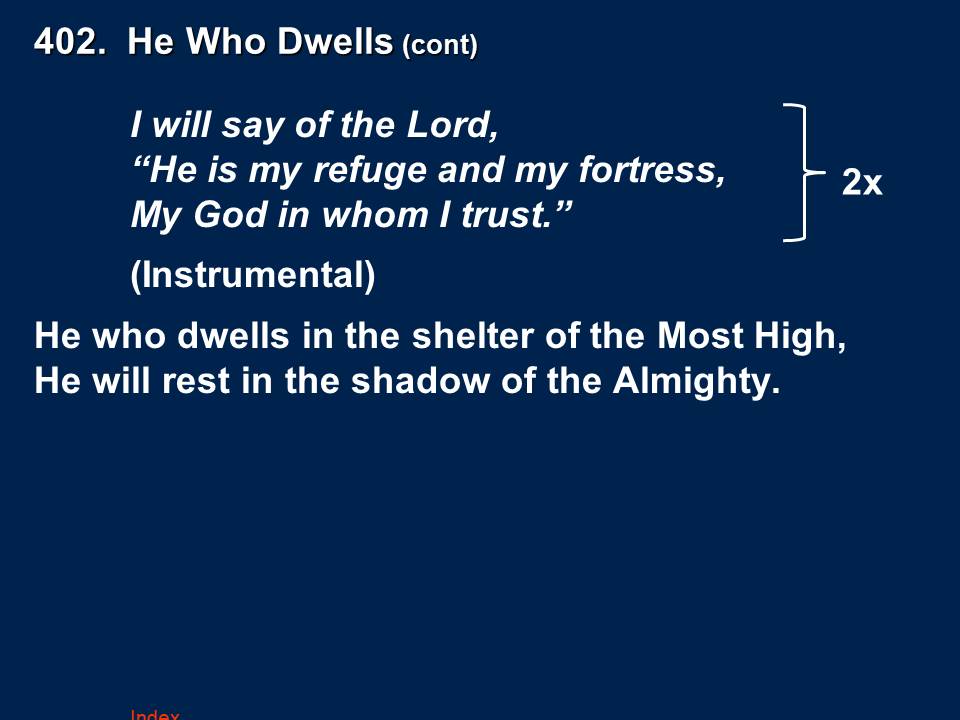 402. He Who Dwells (cont)
I will say of the Lord,
“He is my refuge and my fortress,
My God in whom I trust.”
2x
(Instrumental)
He who dwells in the shelter of the Most High,
He will rest in the shadow of the Almighty.
Index